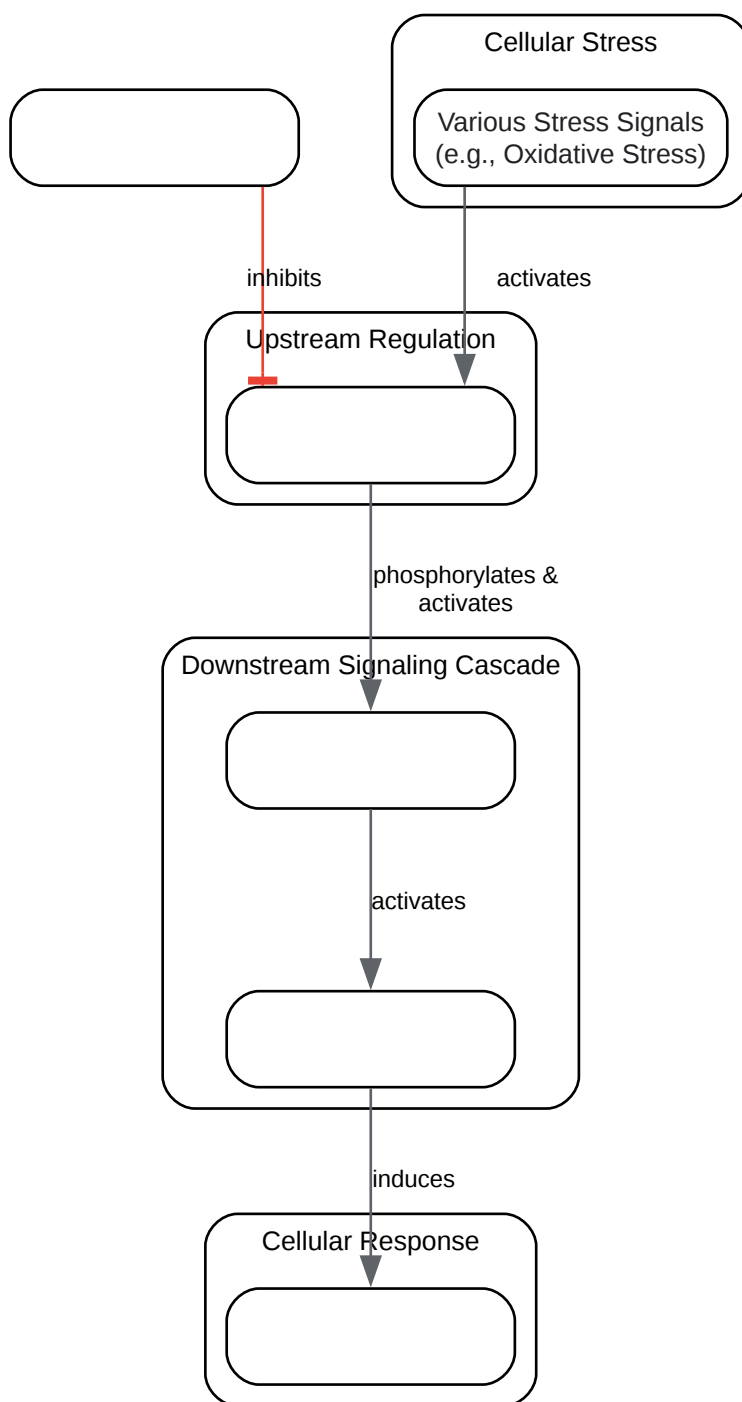 Cellular Stress
Various Stress Signals
(e.g., Oxidative Stress)
inhibits
activates
Upstream Regulation
phosphorylates &
activates
Downstream Signaling Cascade
activates
induces
Cellular Response